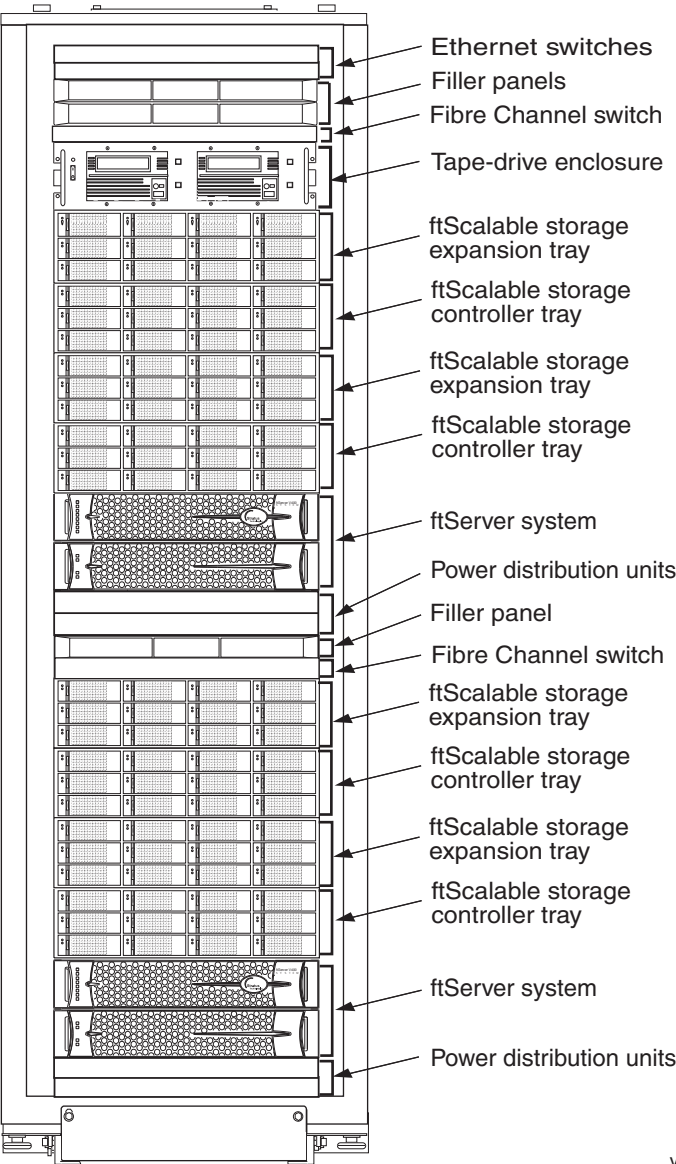 Ethernet switches
Filler panels
Fibre Channel switch
Tape-drive enclosure
ftScalable storage
expansion tray
ftScalable storage
controller tray
ftScalable storage
expansion tray
ftScalable storage
controller tray
ftServer system
Power distribution units
Filler panel
Fibre Channel switch
ftScalable storage
expansion tray
ftScalable storage
controller tray
ftScalable storage
expansion tray
ftScalable storage
controller tray
ftServer system
Power distribution units